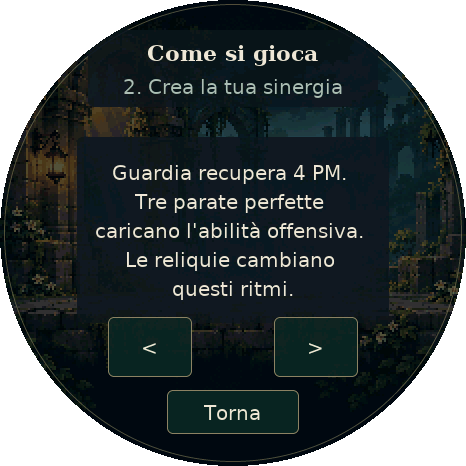 Come si gioca
2. Crea la tua sinergia
Guardia recupera 4 PM.
Tre parate perfette
caricano l'abilità offensiva.
Le reliquie cambiano
questi ritmi.
< >
Torna